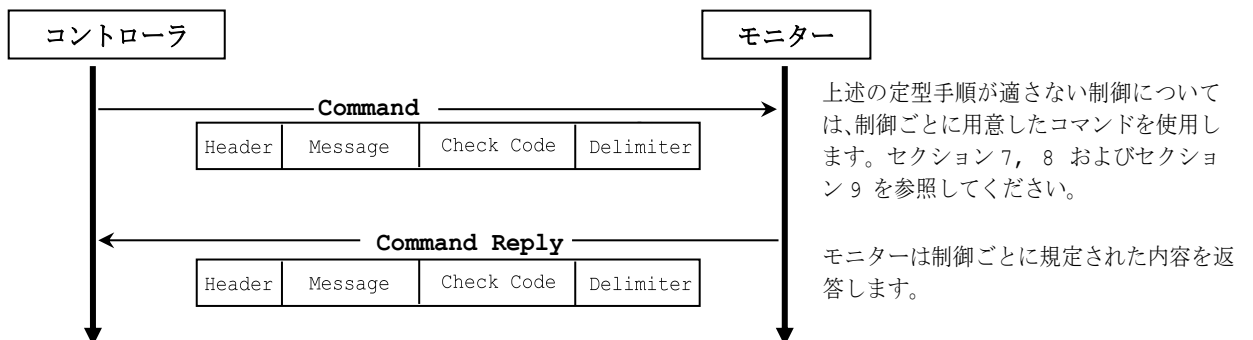 コントローラ
モニター
Command
Header Message Check Code Delimiter
上述の定型手順が適さない制御について
は、制御ごとに用意したコマンドを使用し
ます。セクション 7, 8 およびセクショ
ン 9 を参照してください。
Command Reply
Header Message Check Code Delimiter
モニターは制御ごとに規定された内容を返
答します。